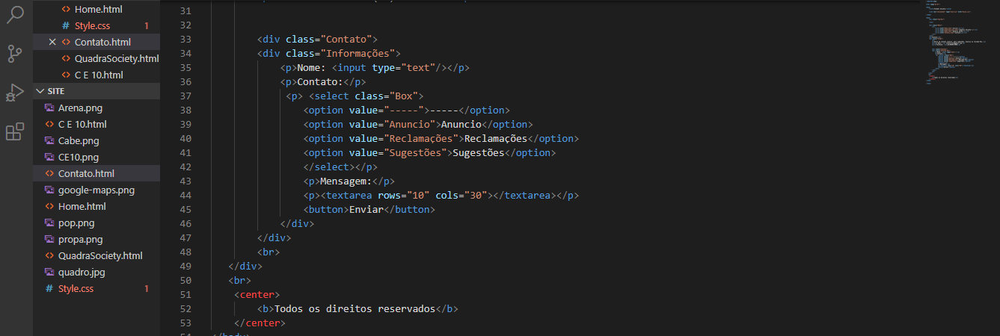 Home.html
Style.css 1
Contato.html
QuadraSociety.html
C E 10.html
SITE
Arena.png
C E 10.html
Cabe.png
CE10.png
Contato.html
google-maps.png
Home.html
pop.png
propa.png
QuadraSociety.html
quadro.jpg
Style.css 1
31
32
33 <div class="Contato">
34 <div class="Informações">
35 <p>Nome: <input type="text"/></p>
36 <p>Contato:</p>
37 <p> <select class="Box">
38 <option value="-----">-----</option>
39 <option value="Anuncio">Anuncio</option>
40 <option value="Reclamações">Reclamações</option>
41 <option value="Sugestões">Sugestões</option>
42 </select></p>
43 <p>Mensagem:</p>
44 <p><textarea rows="10" cols="30"></textarea></p>
45 <button>Enviar</button>
46 </div>
47 </div>
48 <br>
49 </div>
50 <br>
51 <center>
52 <b>Todos os direitos reservados</b>
53 </center>
54 </body>